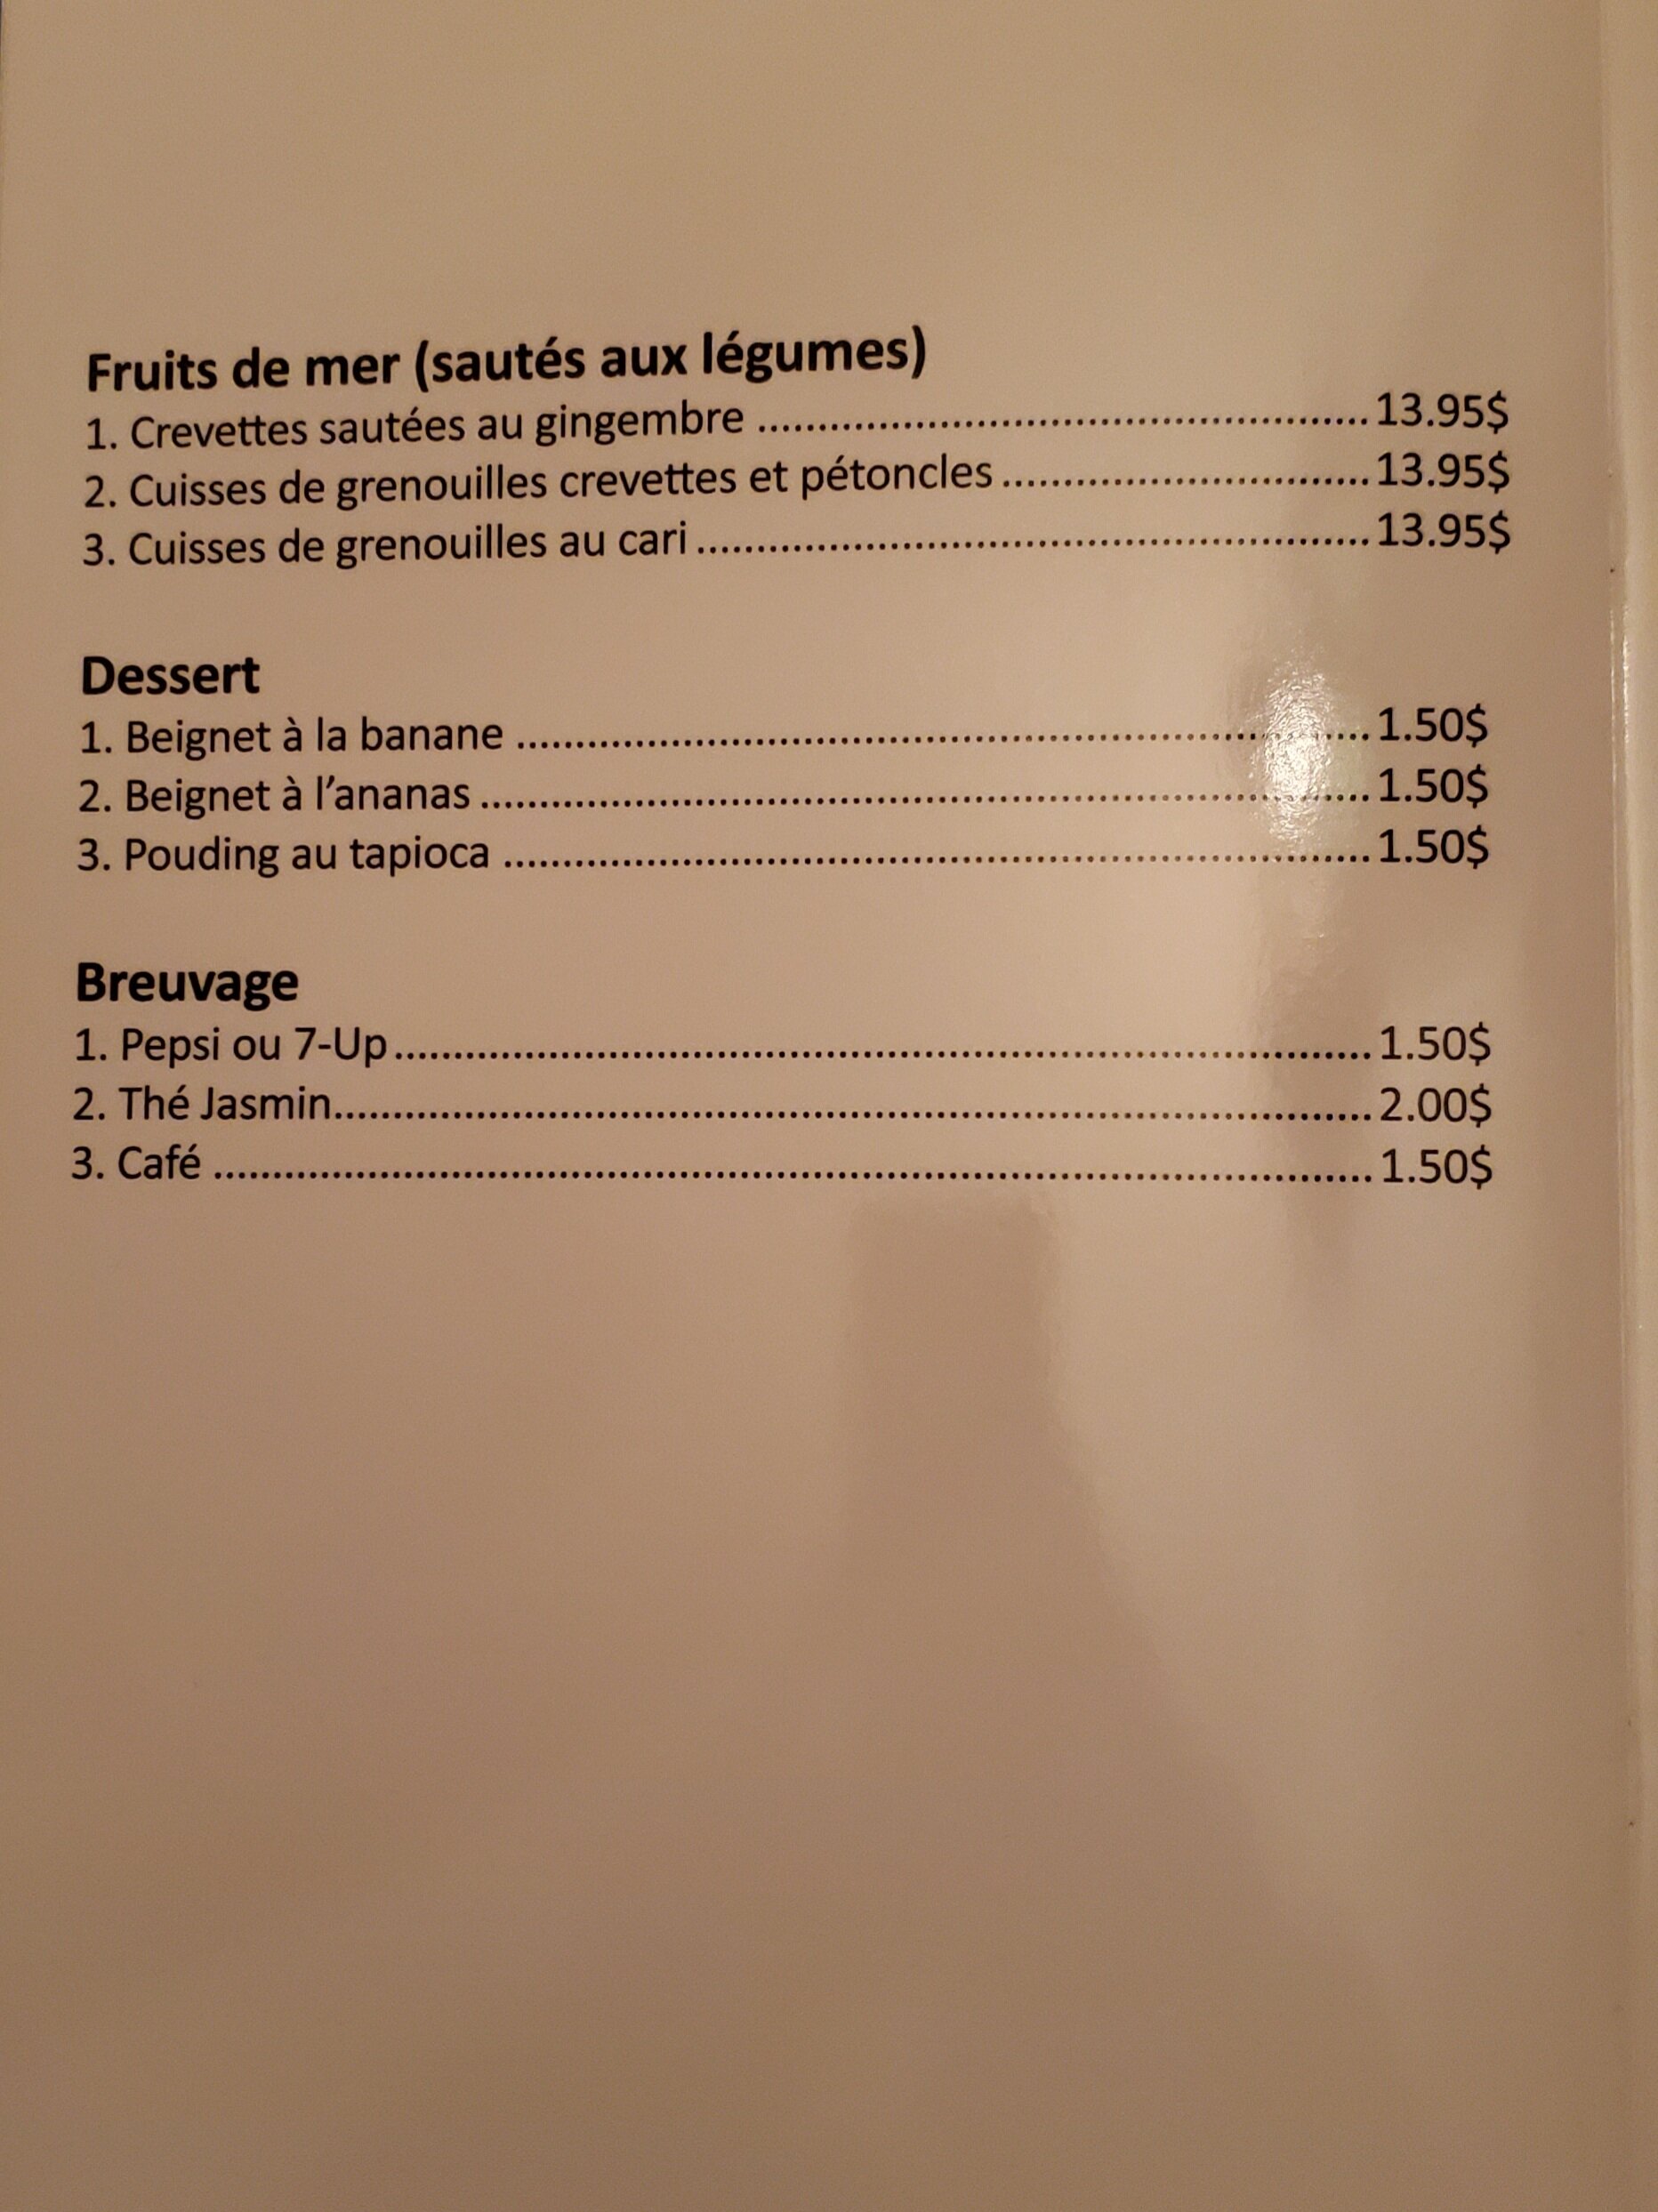 Fruits de mer (sautés aux légumes)
1. Crevettes sautées au gingembre ........................................................ 13.95$
2. Cuisses de grenouilles crevettes et pétoncles .................................. 13.95$
3. Cuisses de grenouilles au cari .............................................................. 13.95$
Dessert
1. Beignet à la banane .............................................................................. 1.50$
2. Beignet à l'ananas ................................................................................. 1.50$
3. Pouding au tapioca ............................................................................... 1.50$
Breuvage
1. Pepsi ou 7-Up ......................................................................................... 1.50$
2. Thé Jasmin.............................................................................................. 2.00$
3. Café ......................................................................................................... 1.50$